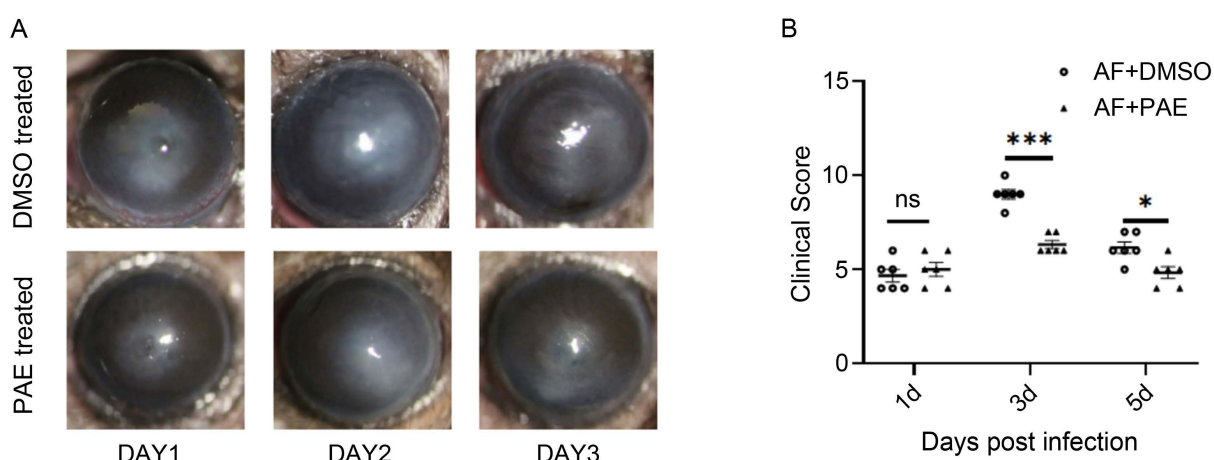 A
DMSO treated
PAE treated
DAY1
DAY2
DAY3
B
AF+DMSO
AF+PAE
Clinical Score
15
10
5
0
ns
***
*
1d
3d
5d
Days post infection